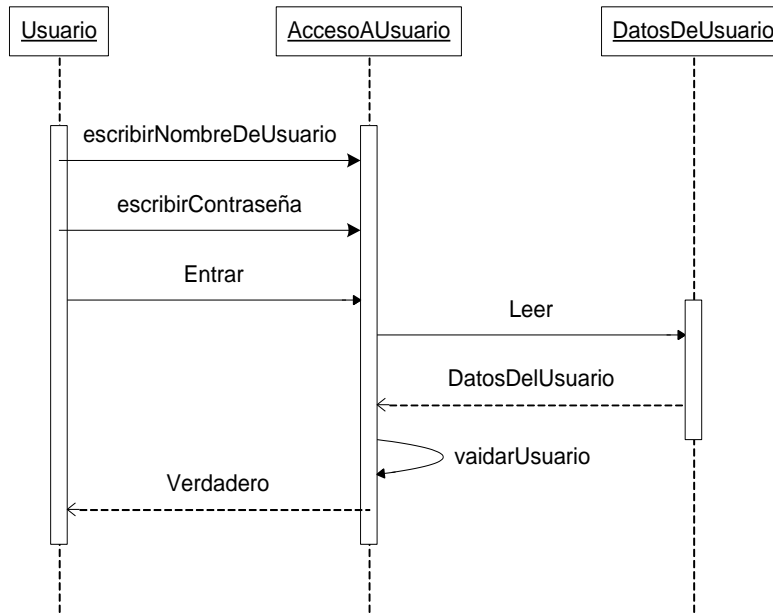 Usuario
AccesoAUsuario
DatosDeUsuario
escribirNombreDeUsuario
escribirContraseña
Entrar
Leer
DatosDelUsuario
vaidarUsuario
Verdadero